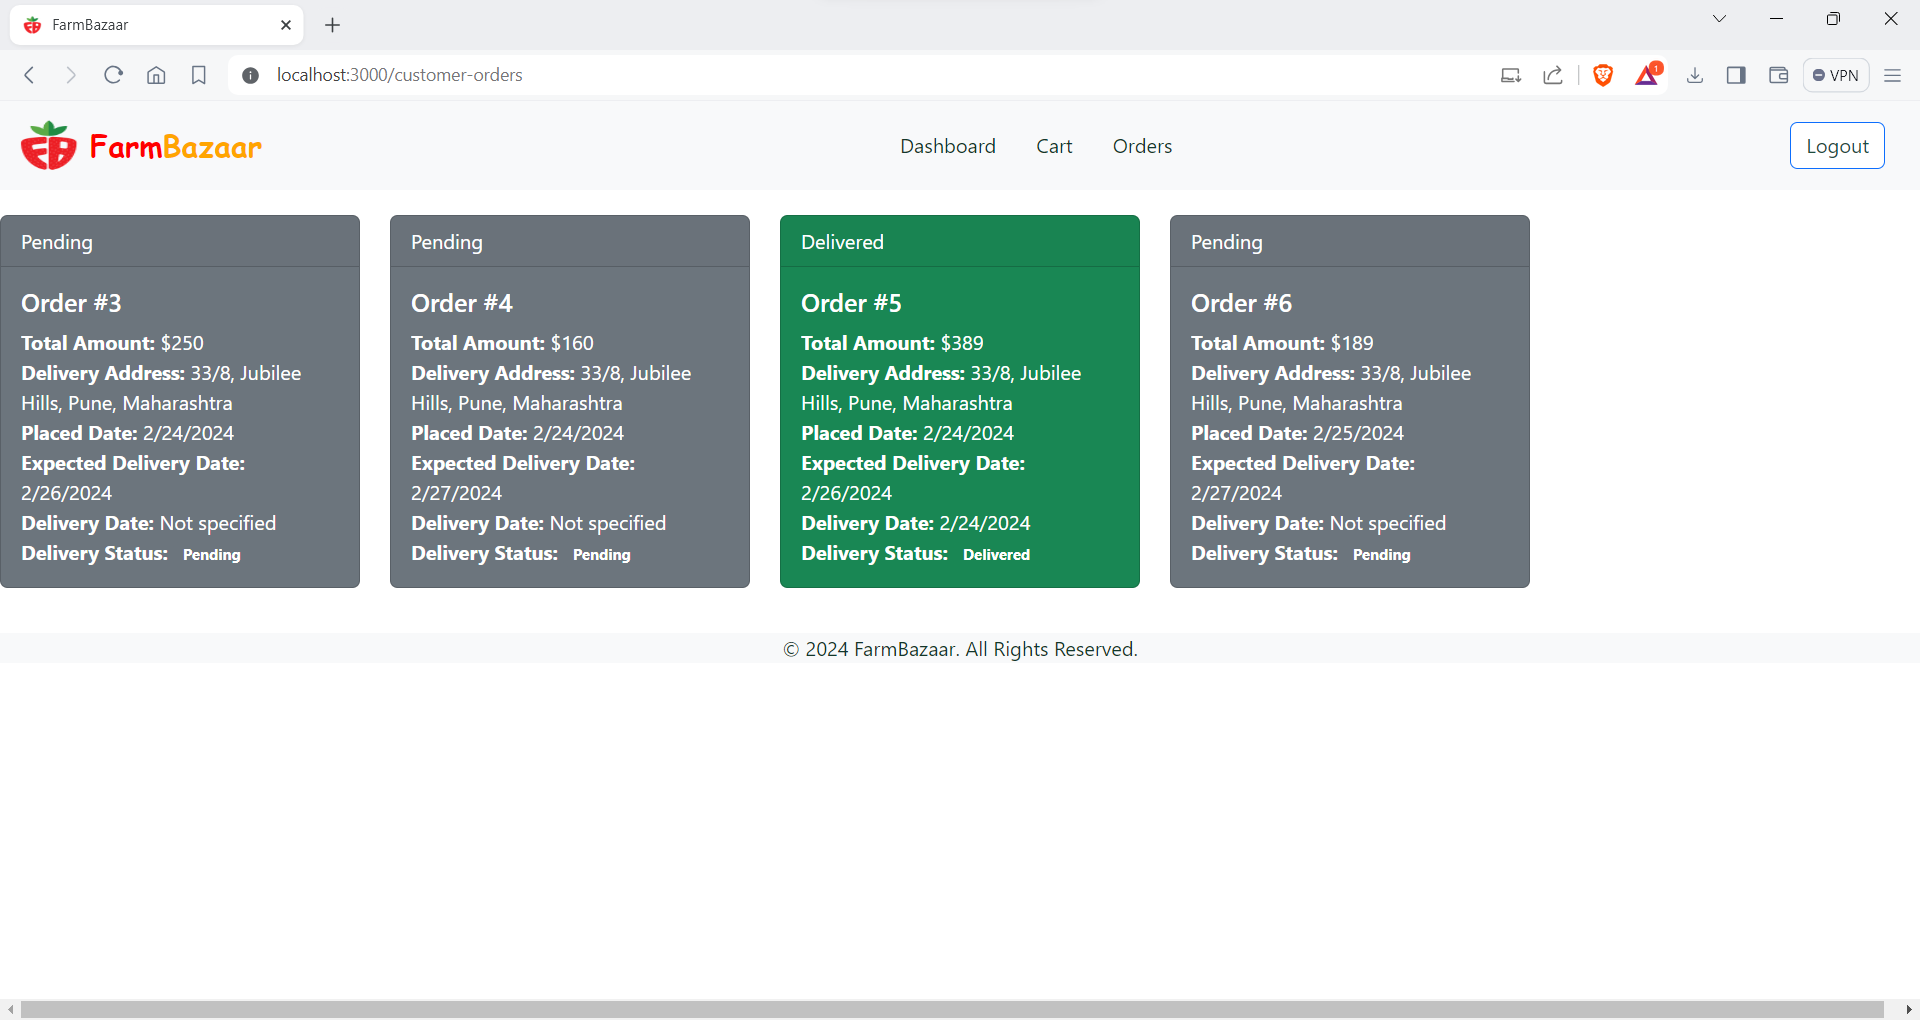 FarmBazaar
localhost:3000/customer-orders
1
VPN
FarmBazaar
Dashboard
Cart
Orders
Logout
Pending
Order #3
Total Amount: $250
Delivery Address: 33/8, Jubilee
Hills, Pune, Maharashtra
Placed Date: 2/24/2024
Expected Delivery Date:
2/26/2024
Delivery Date: Not specified
Delivery Status: Pending
Pending
Order #4
Total Amount: $160
Delivery Address: 33/8, Jubilee
Hills, Pune, Maharashtra
Placed Date: 2/24/2024
Expected Delivery Date:
2/27/2024
Delivery Date: Not specified
Delivery Status: Pending
Delivered
Order #5
Total Amount: $389
Delivery Address: 33/8, Jubilee
Hills, Pune, Maharashtra
Placed Date: 2/24/2024
Expected Delivery Date:
2/26/2024
Delivery Date: 2/24/2024
Delivery Status: Delivered
Pending
Order #6
Total Amount: $189
Delivery Address: 33/8, Jubilee
Hills, Pune, Maharashtra
Placed Date: 2/25/2024
Expected Delivery Date:
2/27/2024
Delivery Date: Not specified
Delivery Status: Pending
© 2024 FarmBazaar. All Rights Reserved.